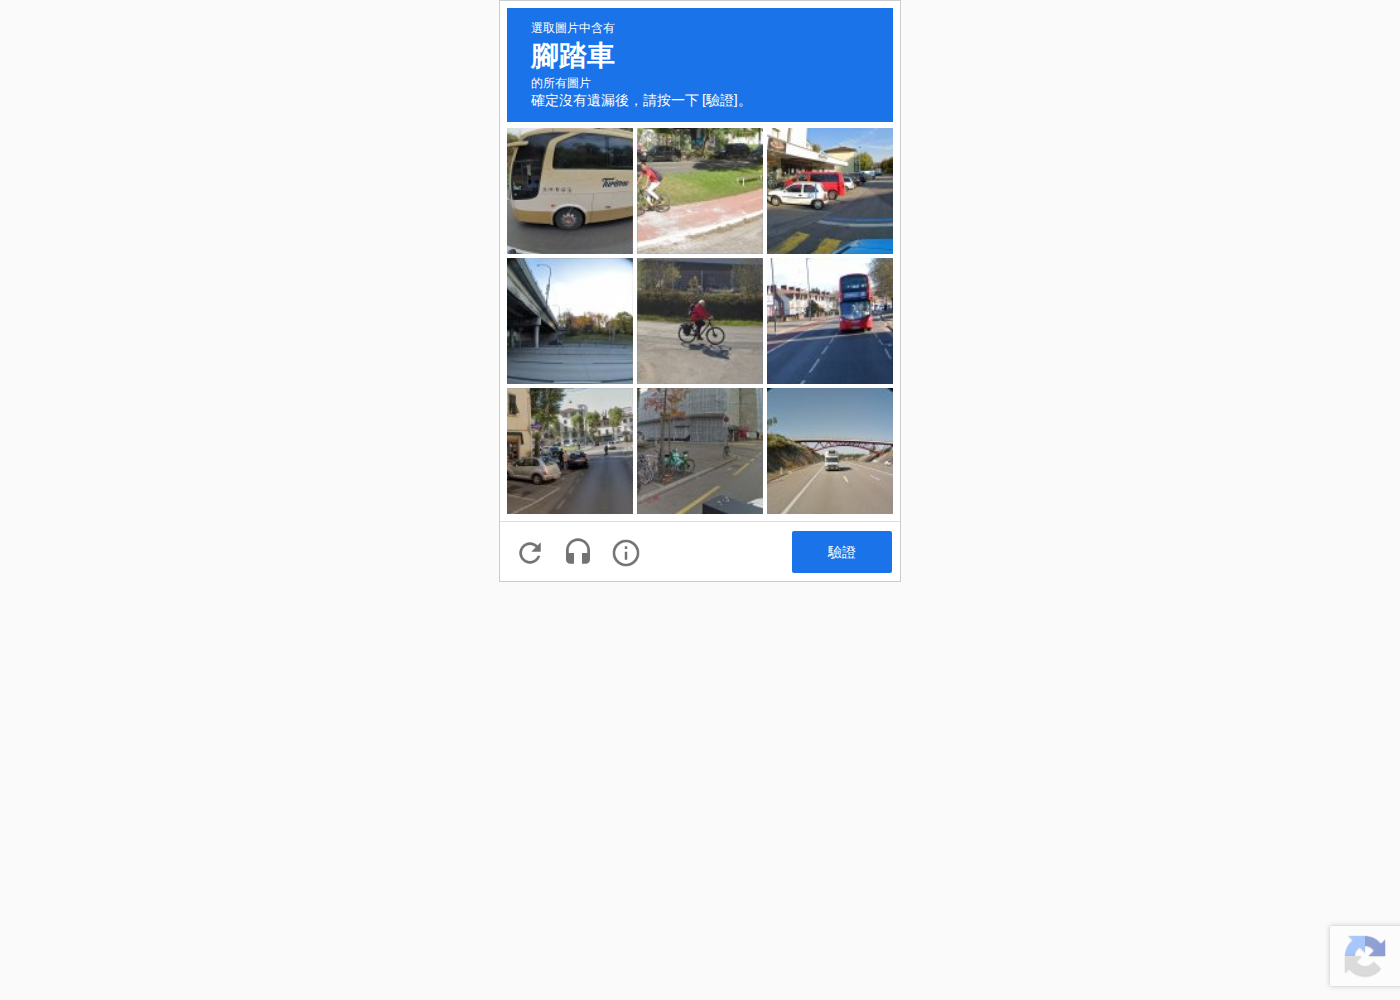 選取圖片中含有
腳踏車
的所有圖片
確定沒有遺漏後，請按一下 [驗證]。
驗證